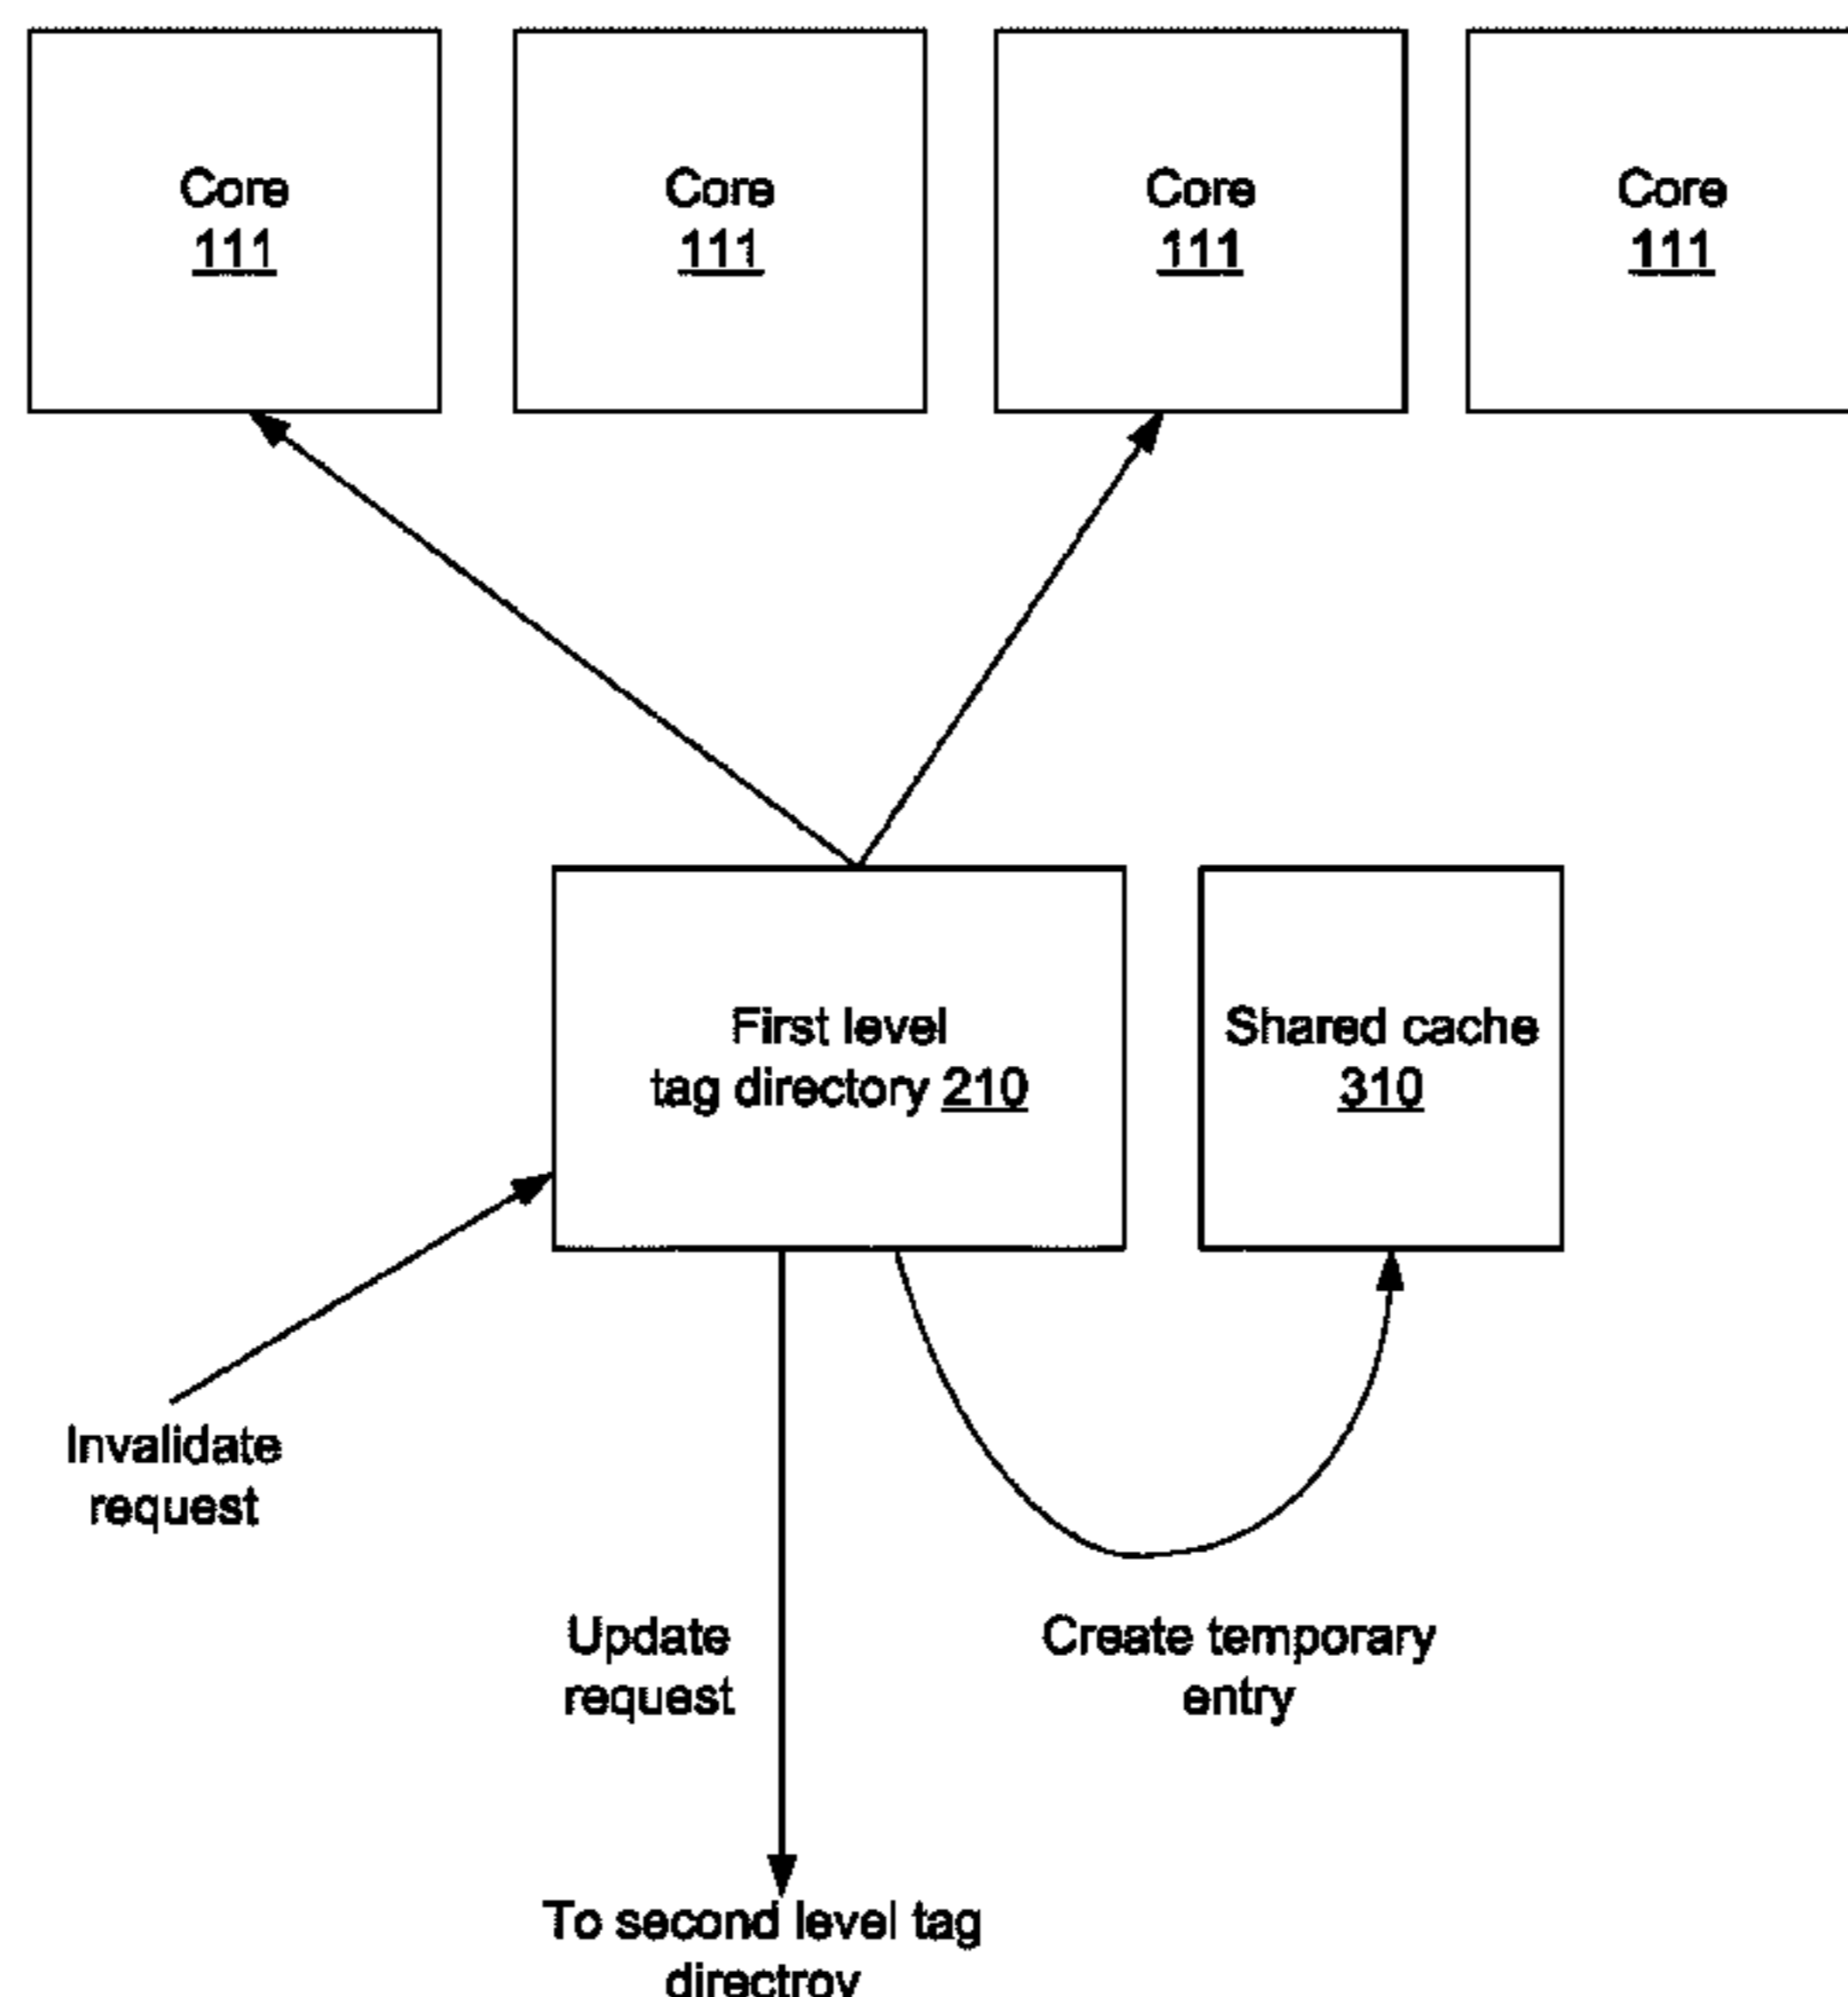 Core
111
Core
111
Core
111
Core
111
First level
tag directory 210
Shared cache
310
Invalidate
request
Update
request
Create temporary
entry
To second level tag
directroy